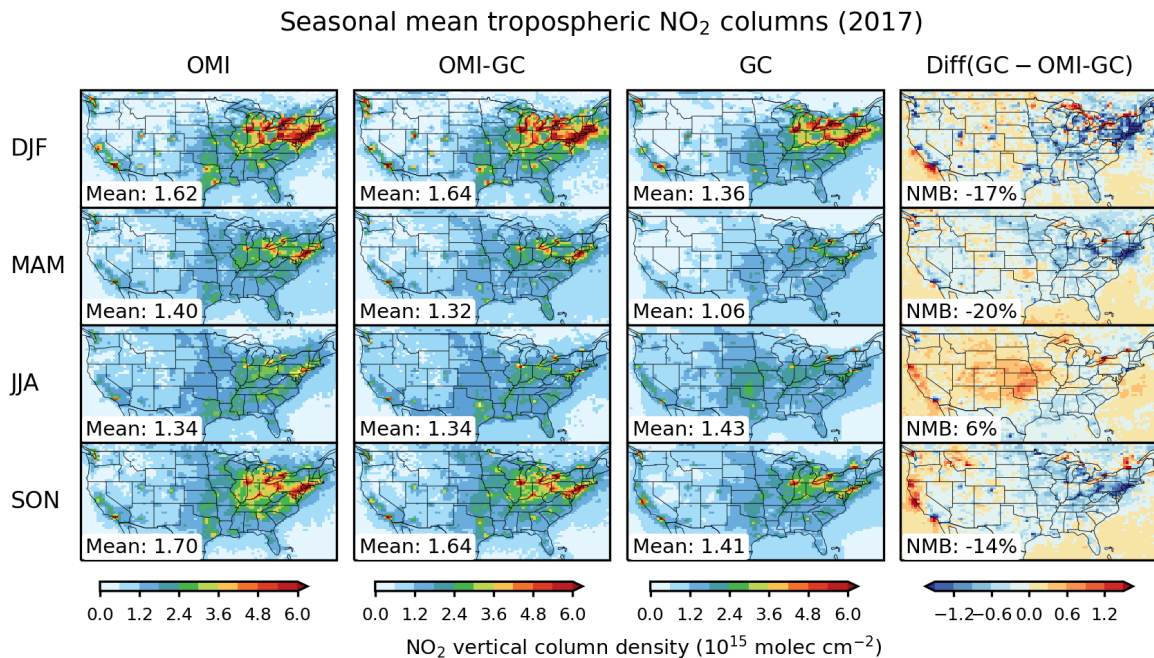 Seasonal mean tropospheric NO₂ columns (2017)
OMI OMI-GC GC Diff(GC − OMI-GC)
DJF
Mean: 1.62 Mean: 1.64 Mean: 1.36 NMB: -17%
MAM
Mean: 1.40 Mean: 1.32 Mean: 1.06 NMB: -20%
JJA
Mean: 1.34 Mean: 1.34 Mean: 1.43 NMB: 6%
SON
Mean: 1.70 Mean: 1.64 Mean: 1.41 NMB: -14%
0.0 1.2 2.4 3.6 4.8 6.0 0.0 1.2 2.4 3.6 4.8 6.0 0.0 1.2 2.4 3.6 4.8 6.0 −1.2 −0.6 0.0 0.6 1.2
NO₂ vertical column density (10¹⁵ molec cm⁻²)